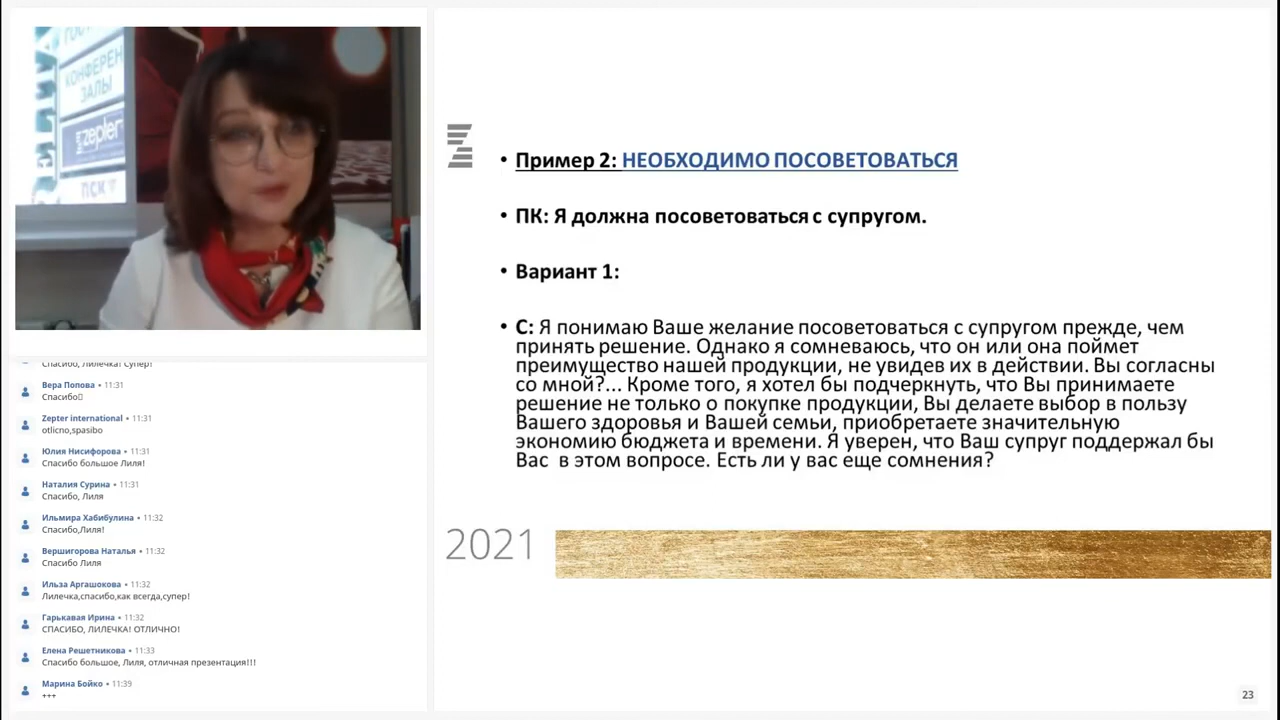 КОНФЕРЕН
ЗАЛЫ
zepter
ПСК
Спасибо, Лилечка! Супер!
Вера Попова • 11:31
Спасибо
Zepter international • 11:31
otlicno,spasibo
Юлия Нисифорова • 11:31
Спасибо большое Лиля!
Наталия Сурина • 11:31
Спасибо, Лиля
Ильмира Хабибулина • 11:32
Спасибо,Лиля!
Вершигорова Наталья • 11:32
Спасибо Лиля
Ильза Аргашокова • 11:32
Лилечка,спасибо,как всегда,супер!
Гарькавая Ирина • 11:32
СПАСИБО, ЛИЛЕЧКА! ОТЛИЧНО!
Елена Решетникова • 11:33
Спасибо большое, Лиля, отличная презентация!!!
Марина Бойко • 11:39
+++
• Пример 2: НЕОБХОДИМО ПОСОВЕТОВАТЬСЯ
• ПК: Я должна посоветоваться с супругом.
• Вариант 1:
• С: Я понимаю Ваше желание посоветоваться с супругом прежде, чем
принять решение. Однако я сомневаюсь, что он или она поймет
преимущество нашей продукции, не увидев их в действии. Вы согласны
со мной?... Кроме того, я хотел бы подчеркнуть, что Вы принимаете
решение не только о покупке продукции, Вы делаете выбор в пользу
Вашего здоровья и Вашей семьи, приобретаете значительную
экономию бюджета и времени. Я уверен, что Ваш супруг поддержал бы
Вас в этом вопросе. Есть ли у вас еще сомнения?
2021
23